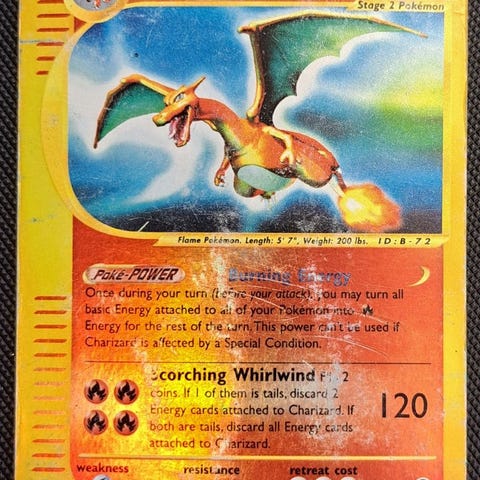 Stage 2 Pokémon
Flame Pokémon. Length: 5' 7", Weight: 200 lbs. ID: B-72
Poké-POWER Burning Energy
Once during your turn (before your attack), you may turn all
basic Energy attached to all of your Pokémon into
Energy for the rest of the turn. This power can't be used if
Charizard is affected by a Special Condition.
Scorching Whirlwind Flip 2
coins. If 1 of them is tails, discard 2
Energy cards attached to Charizard. If
both are tails, discard all Energy cards
attached to Charizard.
120
weakness resistance retreat cost